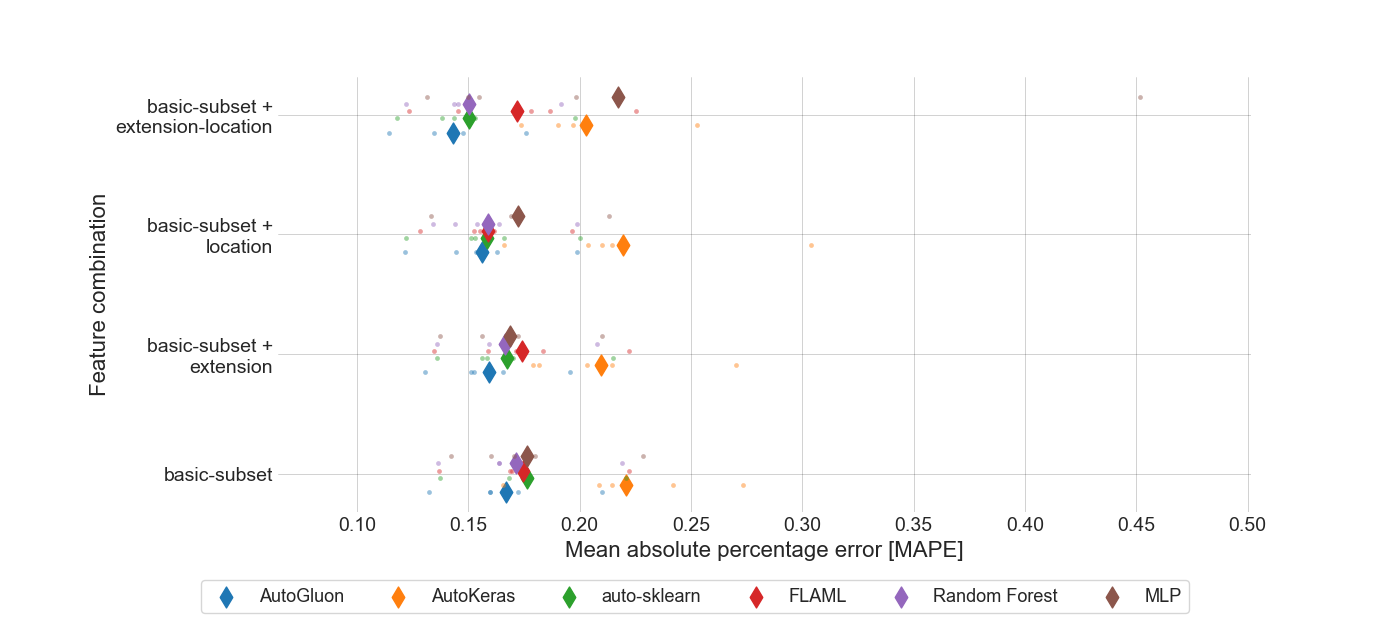 basic-subset +
extension-location
basic-subset +
location
basic-subset +
extension
basic-subset
Feature combination
0.10 0.15 0.20 0.25 0.30 0.35 0.40 0.45 0.50
Mean absolute percentage error [MAPE]
AutoGluon AutoKeras auto-sklearn FLAML Random Forest MLP